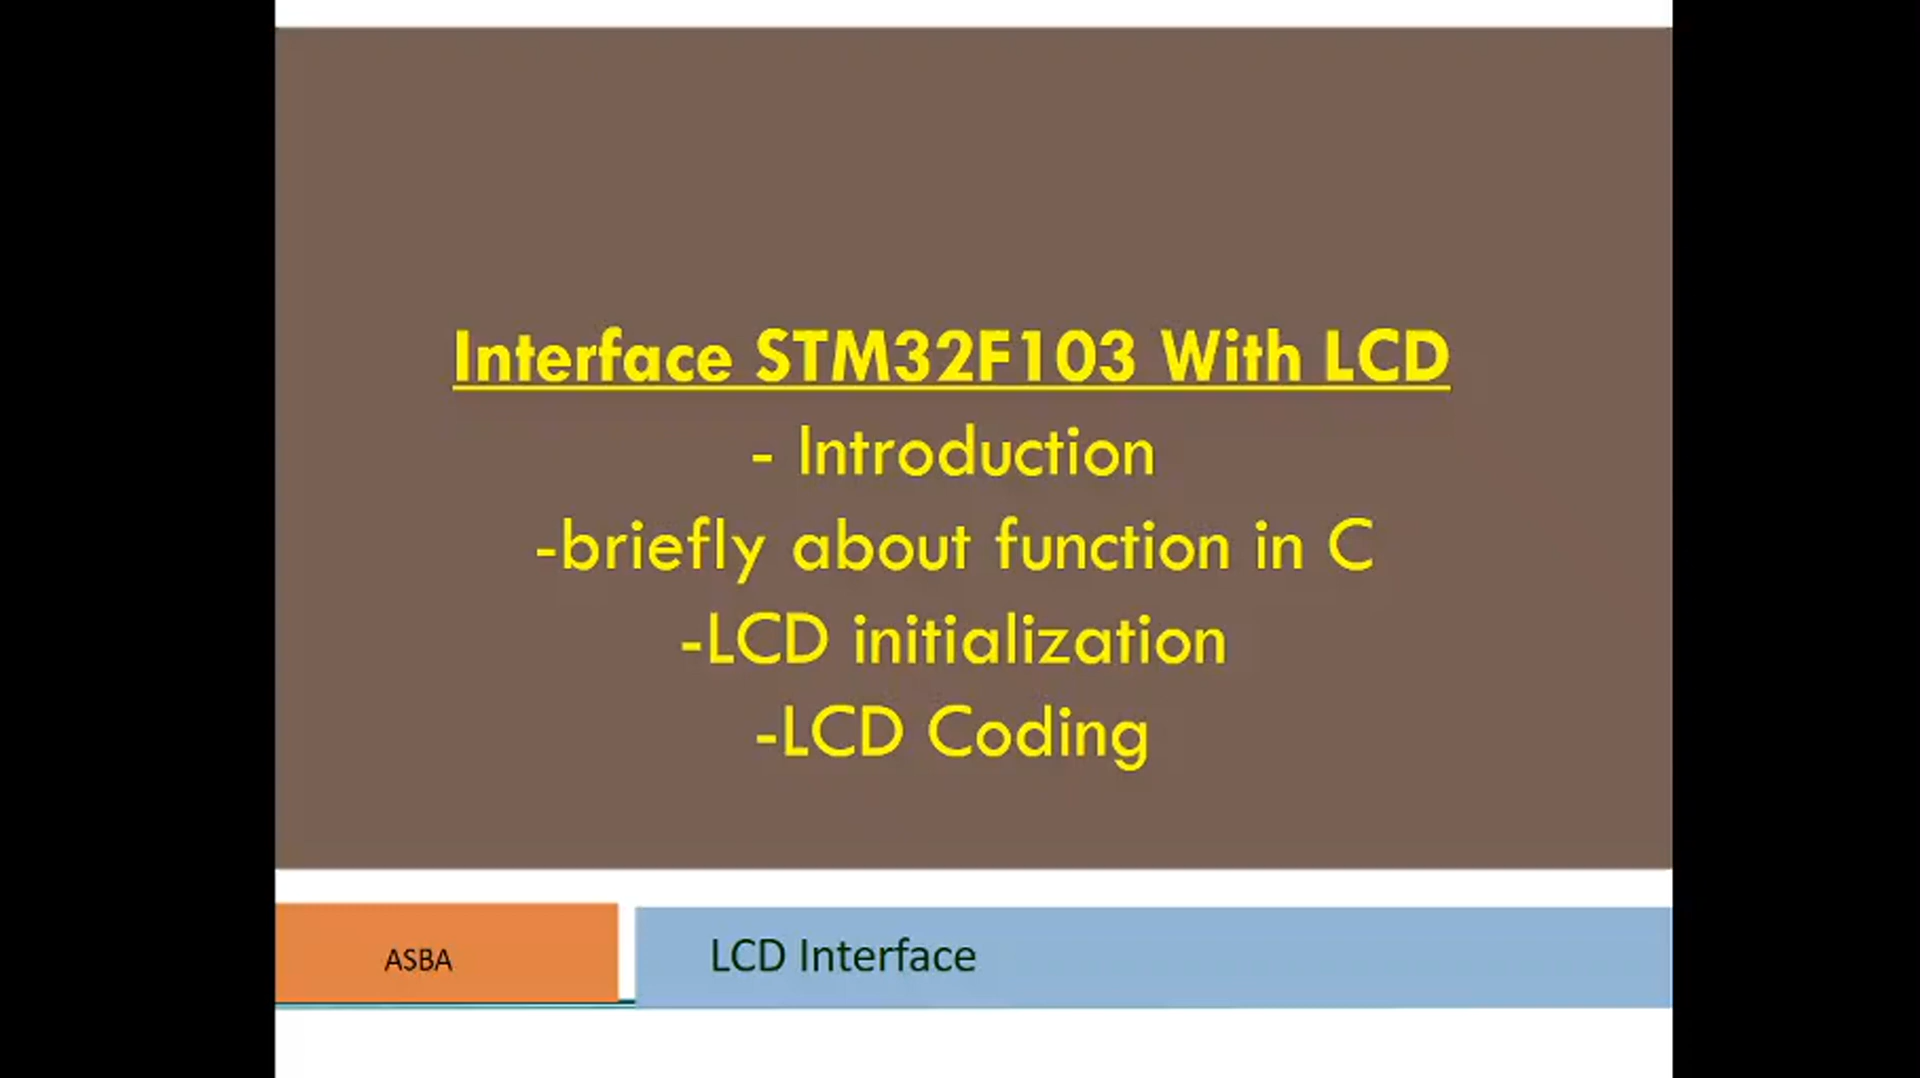 Interface STM32F103 With LCD
- Introduction
-briefly about function in C
-LCD initialization
-LCD Coding
ASBA
LCD Interface